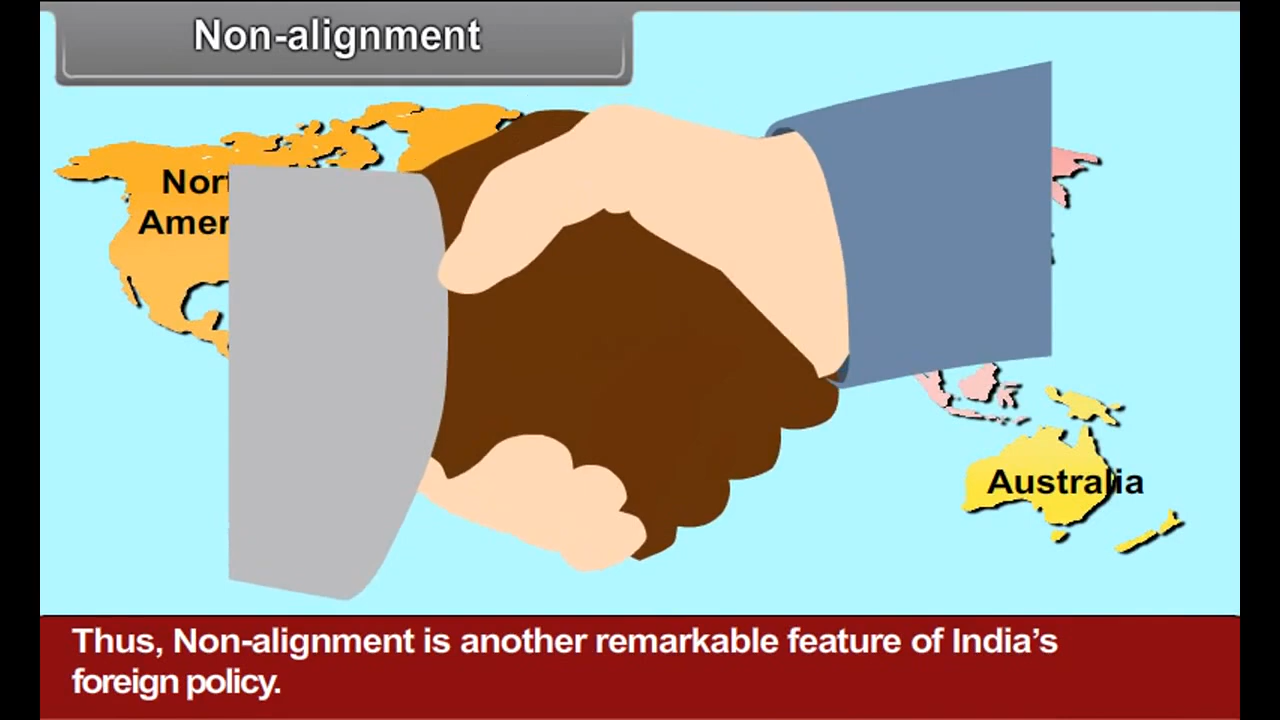 Non-alignment
Nor
Amer
Australia
Thus, Non-alignment is another remarkable feature of India's
foreign policy.